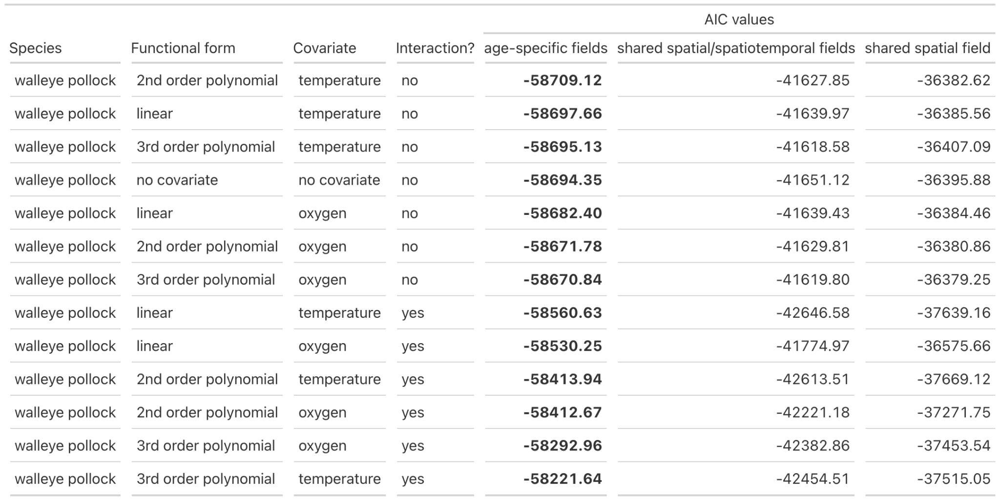 AIC values
Species Functional form Covariate Interaction? age-specific fields shared spatial/spatiotemporal fields shared spatial field
walleye pollock 2nd order polynomial temperature no -58709.12 -41627.85 -36382.62
walleye pollock linear temperature no -58697.66 -41639.97 -36385.56
walleye pollock 3rd order polynomial temperature no -58695.13 -41618.58 -36407.09
walleye pollock no covariate no covariate no -58694.35 -41651.12 -36395.88
walleye pollock linear oxygen no -58682.40 -41639.43 -36384.46
walleye pollock 2nd order polynomial oxygen no -58671.78 -41629.81 -36380.86
walleye pollock 3rd order polynomial oxygen no -58670.84 -41619.80 -36379.25
walleye pollock linear temperature yes -58560.63 -42646.58 -37639.16
walleye pollock linear oxygen yes -58530.25 -41774.97 -36575.66
walleye pollock 2nd order polynomial temperature yes -58413.94 -42613.51 -37669.12
walleye pollock 2nd order polynomial oxygen yes -58412.67 -42221.18 -37271.75
walleye pollock 3rd order polynomial oxygen yes -58292.96 -42382.86 -37453.54
walleye pollock 3rd order polynomial temperature yes -58221.64 -42454.51 -37515.05